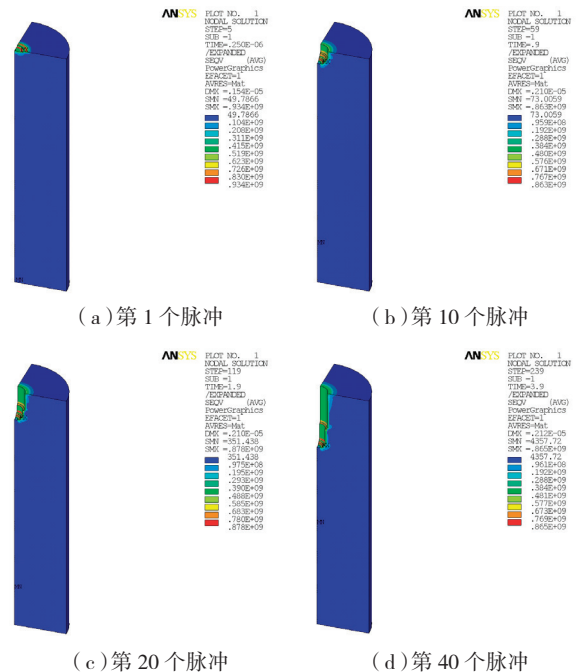 ANSYS
PLOT NO. 1
NODAL SOLUTION
STEP=5
SUB =1
TIME=.250E-06
/EXPANDED
SEQV (AVG)
PowerGraphics
EFACET=1
AVRES=Mat
DMX =.154E-05
SMN =49.7866
SMX =.934E+09
49.7866
.104E+09
.208E+09
.311E+09
.415E+09
.519E+09
.623E+09
.726E+09
.830E+09
.934E+09
(a)第 1 个脉冲
ANSYS
PLOT NO. 1
NODAL SOLUTION
STEP=59
SUB =1
TIME=.9
/EXPANDED
SEQV (AVG)
PowerGraphics
EFACET=1
AVRES=Mat
DMX =.210E-05
SMN =73.0059
SMX =.863E+09
73.0059
.959E+08
.192E+09
.288E+09
.384E+09
.480E+09
.576E+09
.671E+09
.767E+09
.863E+09
(b)第 10 个脉冲
ANSYS
PLOT NO. 1
NODAL SOLUTION
STEP=119
SUB =1
TIME=1.9
/EXPANDED
SEQV (AVG)
PowerGraphics
EFACET=1
AVRES=Mat
DMX =.210E-05
SMN =351.438
SMX =.878E+09
351.438
.975E+08
.195E+09
.293E+09
.390E+09
.488E+09
.585E+09
.683E+09
.780E+09
.878E+09
(c)第 20 个脉冲
ANSYS
PLOT NO. 1
NODAL SOLUTION
STEP=239
SUB =1
TIME=3.9
/EXPANDED
SEQV (AVG)
PowerGraphics
EFACET=1
AVRES=Mat
DMX =.212E-05
SMN =4357.72
SMX =.865E+09
4357.72
.961E+08
.192E+09
.288E+09
.384E+09
.481E+09
.577E+09
.673E+09
.769E+09
.865E+09
(d)第 40 个脉冲